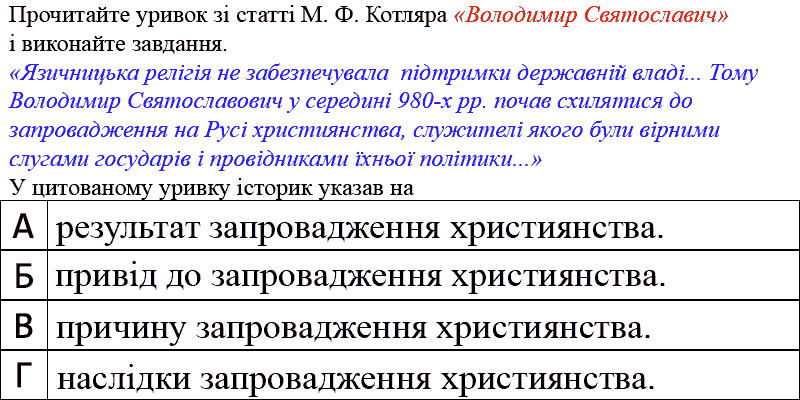 Прочитайте уривок зі статті М. Ф. Котляра «Володимир Святославич»
і виконайте завдання.
«Язичницька релігія не забезпечувала підтримки державній владі... Тому
Володимир Святославович у середині 980-х рр. почав схилятися до
запровадження на Русі християнства, служителі якого були вірними
слугами государів і провідниками їхньої політики...»
У цитованому уривку історик указав на
А результат запровадження християнства.
Б привід до запровадження християнства.
В причину запровадження християнства.
Г наслідки запровадження християнства.